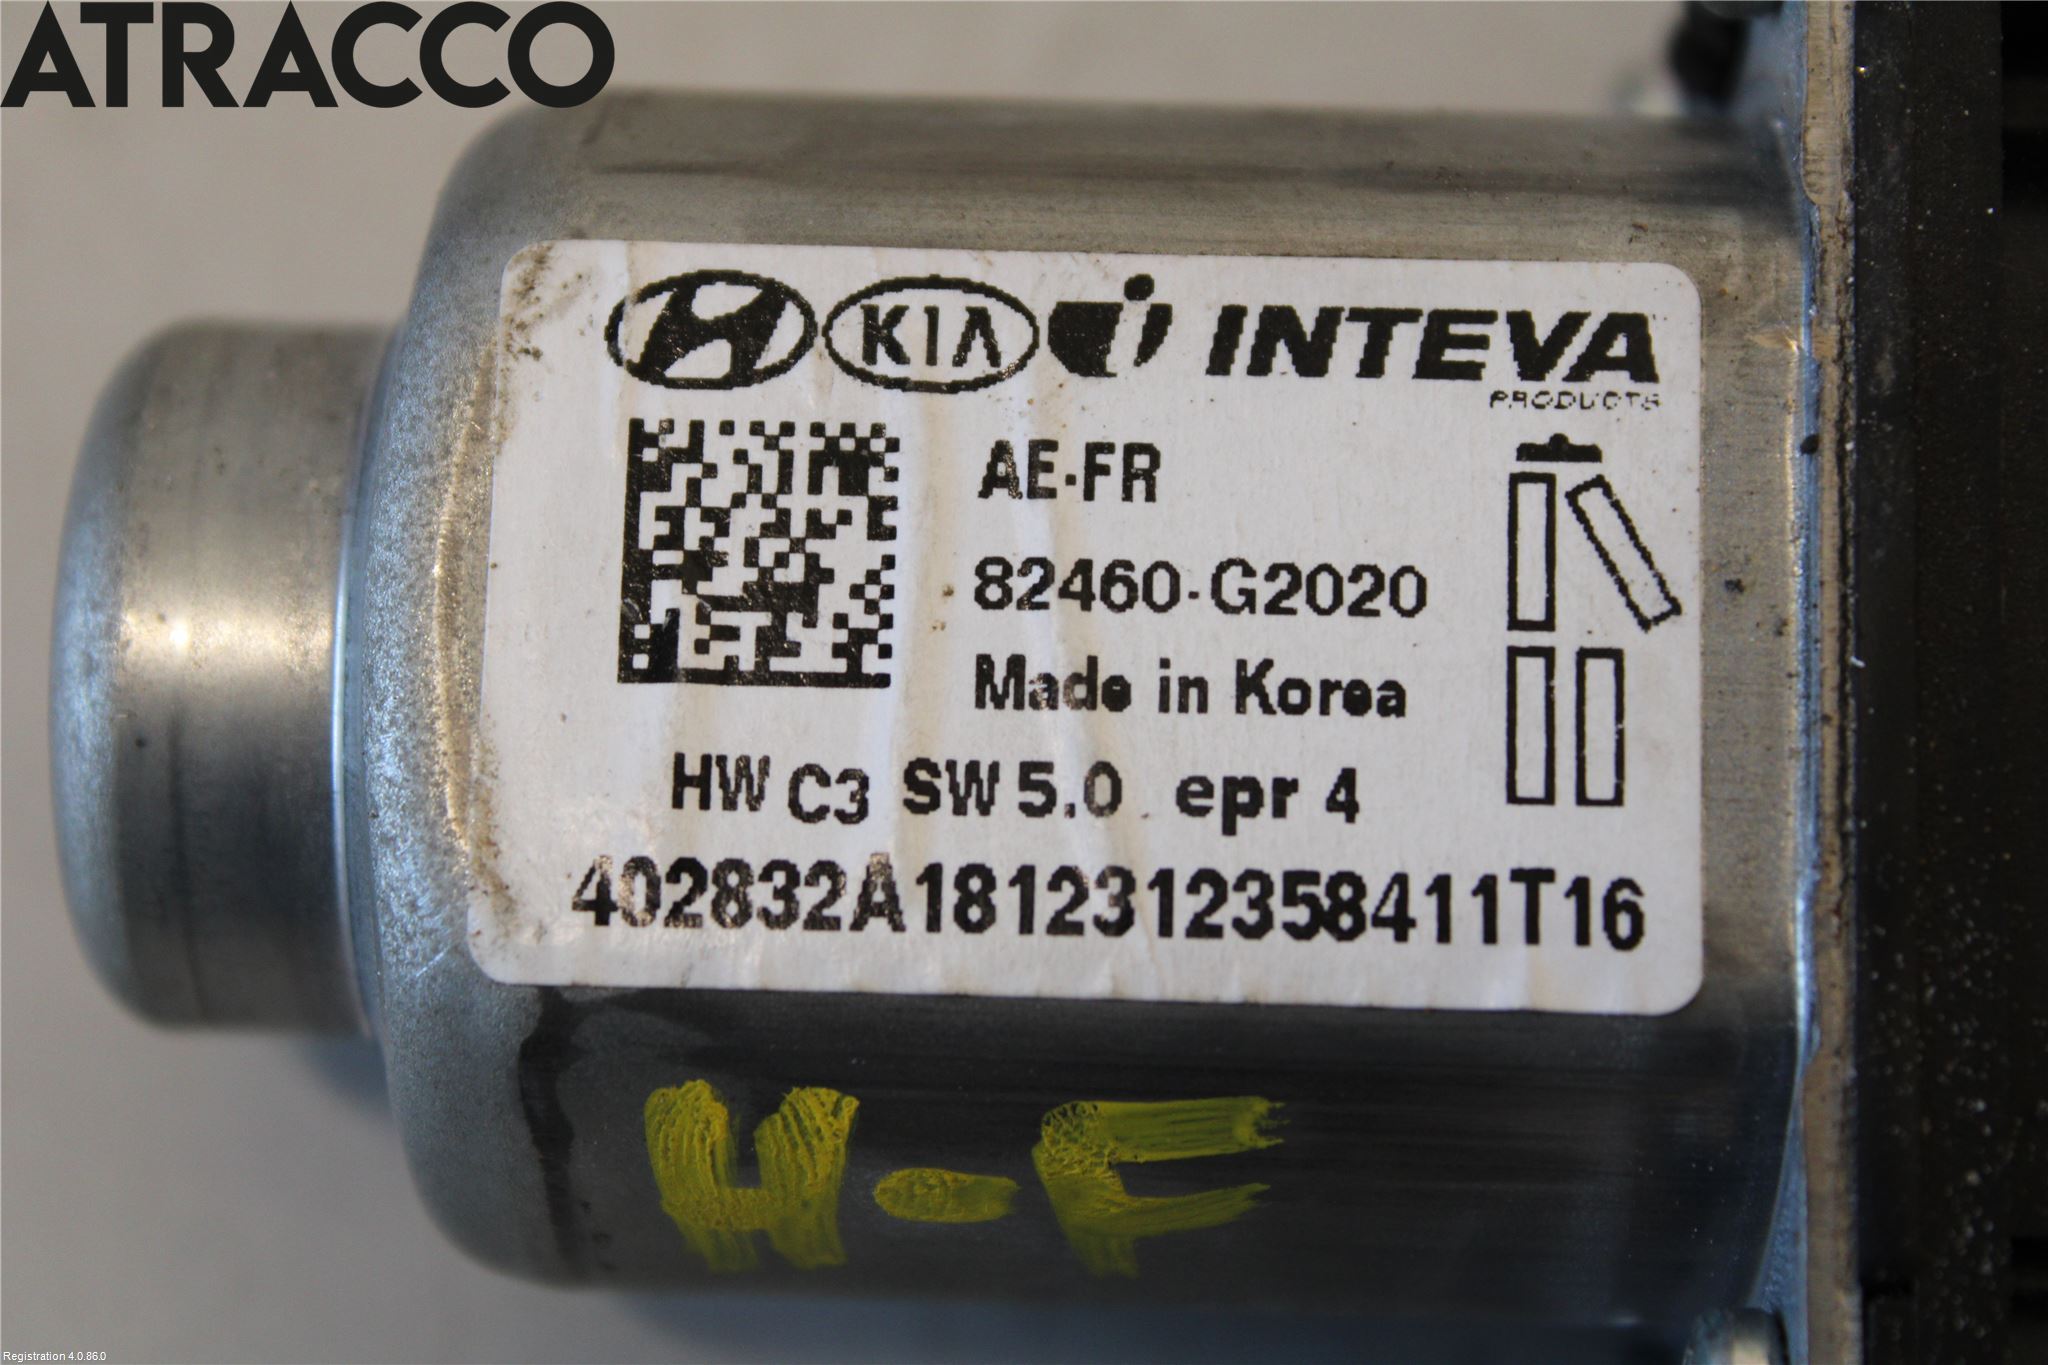 ATRACCO
KIA INTEVA
PRODUCTS
AE-FR
82460-G2020
Made in Korea
HW C3 SW 5.0 epr 4
402832A1812312358411T16
H-F
Registration 4.0.86.0